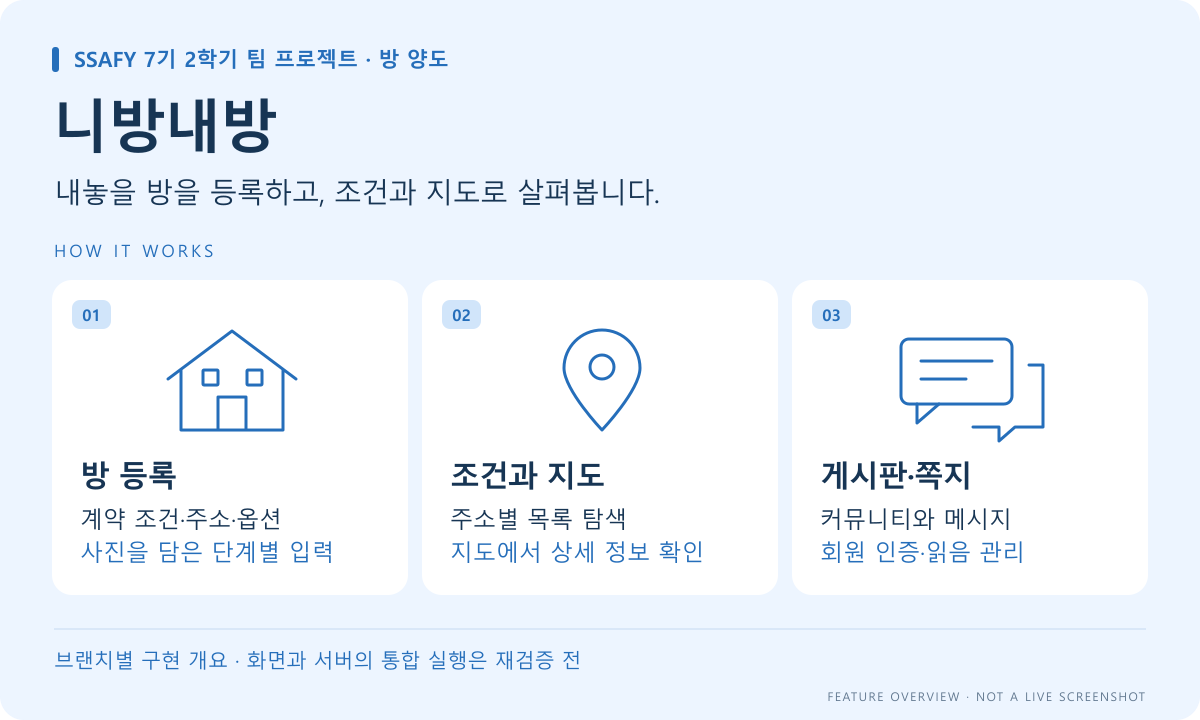 SSAFY 7기 2학기 팀 프로젝트 · 방 양도
니방내방
내놓을 방을 등록하고, 조건과 지도로 살펴봅니다.
HOW IT WORKS
01
방 등록
계약 조건·주소·옵션
사진을 담은 단계별 입력
02
조건과 지도
주소별 목록 탐색
지도에서 상세 정보 확인
03
게시판·쪽지
커뮤니티와 메시지
회원 인증·읽음 관리
브랜치별 구현 개요 · 화면과 서버의 통합 실행은 재검증 전
FEATURE OVERVIEW · NOT A LIVE SCREENSHOT